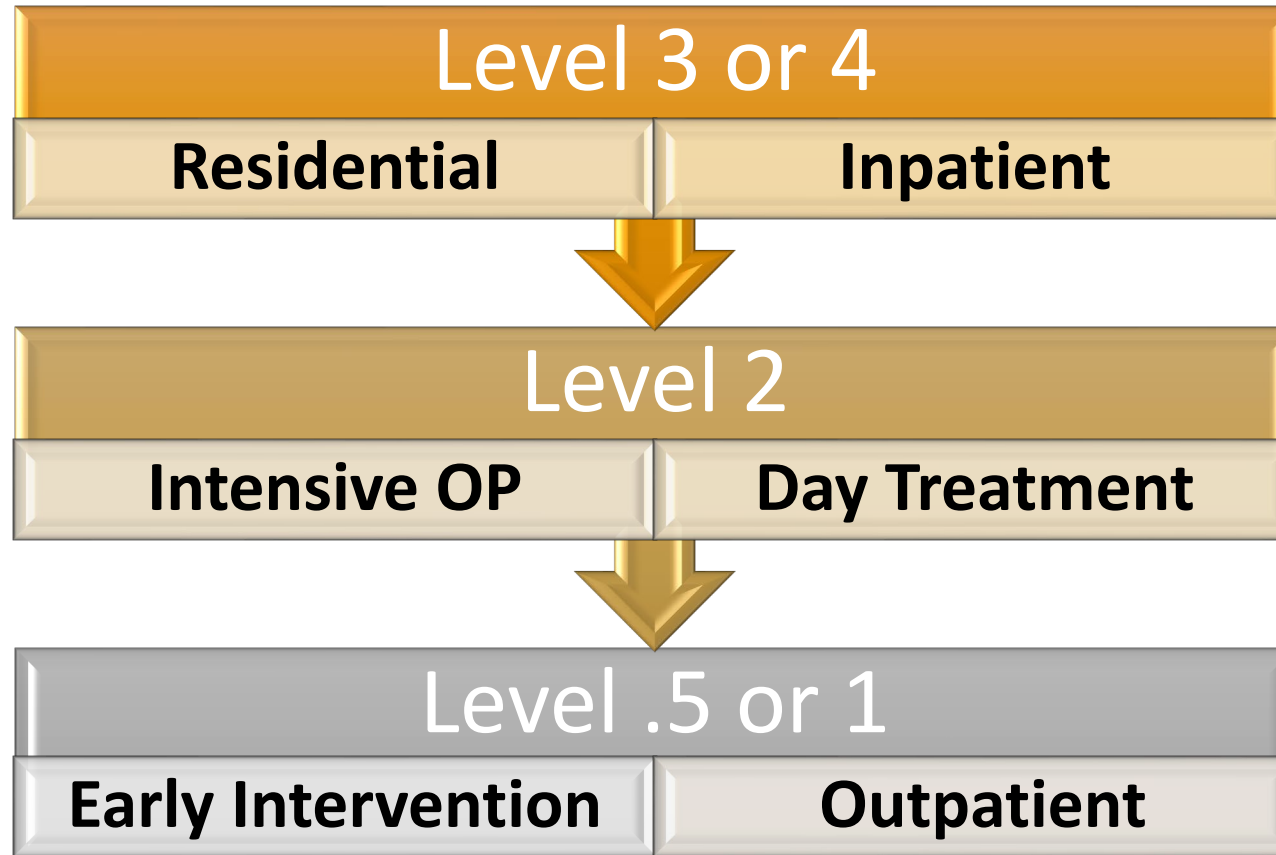 Level 3 or 4
Residential
Inpatient
Level 2
Intensive OP
Day Treatment
Level .5 or 1
Early Intervention
Outpatient